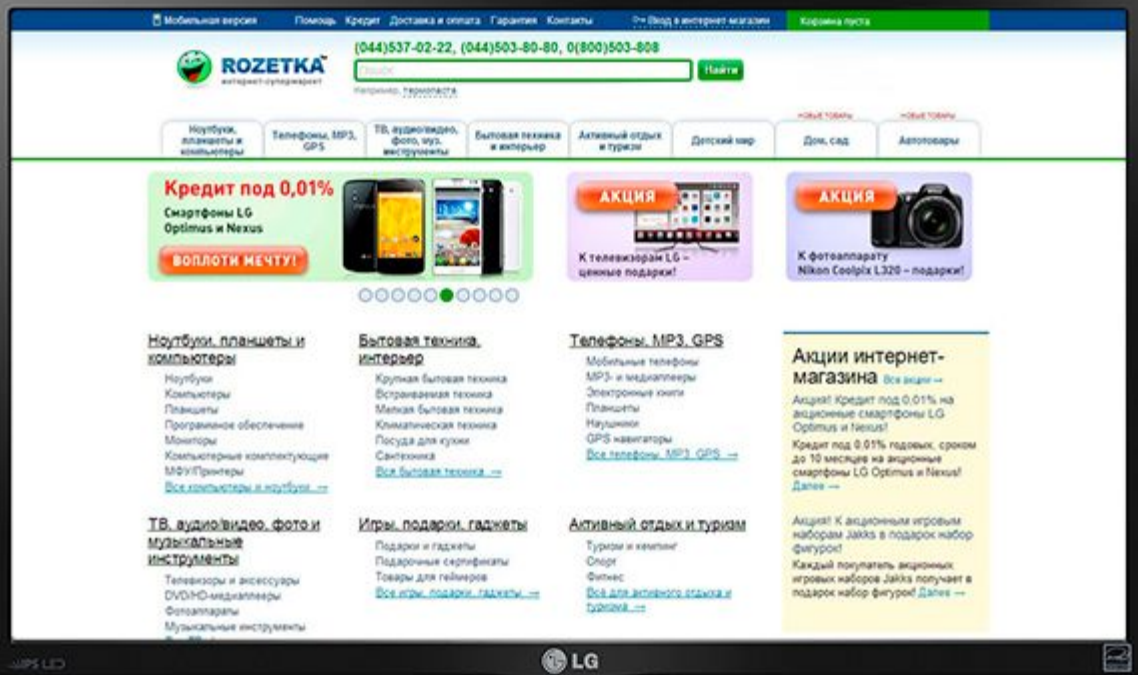 Мобильная версия
Помощь Кредит Доставка и оплата Гарантия Контакты
Вход в интернет-магазин
Корзина пуста
(044)537-02-22, (044)503-80-80, 0(800)503-808
ROZETKA
интернет-супермаркет
Поиск
Найти
Например, термопаста
Ноутбуки,
планшеты и
компьютеры
Телефоны, MP3,
GPS
ТВ, аудио/видео,
фото, муз.
инструменты
Бытовая техника
и интерьер
Активный отдых
и туризм
Детский мир
НОВЫЕ ТОВАРЫ
Дом, сад
НОВЫЕ ТОВАРЫ
Автотовары
Кредит под 0,01%
Смартфоны LG
Optimus и Nexus
ВОПЛОТИ МЕЧТУ!
АКЦИЯ
К телевизорам LG –
ценные подарки!
АКЦИЯ
К фотоаппарату
Nikon Coolpix L320 – подарки!
Ноутбуки, планшеты и
компьютеры
Ноутбуки
Компьютеры
Планшеты
Програмное обеспечение
Мониторы
Компьютерные комплектующие
МФУ/Принтеры
Все компьютеры и ноутбуки →
Бытовая техника,
интерьер
Крупная бытовая техника
Встраиваемая техника
Мелкая бытовая техника
Климатическая техника
Посуда для кухни
Сантехника
Вся бытовая техника →
Телефоны, MP3, GPS
Мобильные телефоны
MP3- и медиаплееры
Электронные книги
Планшеты
Наушники
GPS навигаторы
Все телефоны, MP3, GPS →
ТВ, аудио/видео, фото и
музыкальные
инструменты
Телевизоры и аксессуары
DVD/HD-медиаплееры
Фотоаппараты
Музыкальные инструменты
Игры, подарки, гаджеты
Подарки и гаджеты
Подарочные сертификаты
Товары для геймеров
Все игры, подарки, гаджеты →
Активный отдых и туризм
Туризм и кемпинг
Спорт
Фитнес
Всё для активного отдыха и
туризма →
Акции интернет-
магазина Все акции →
Акция! Кредит под 0,01% на
акционные смартфоны LG
Optimus и Nexus!
Кредит под 0.01% годовых, сроком
до 10 месяцев на акционные
смартфоны LG Optimus и Nexus!
Далее →
Акция! К акционным игровым
наборам Jakks в подарок набор
фигурок!
Каждый покупатель акционных
игровых наборов Jakks получает в
подарок набор фигурок! Далее →
IPS LED
LG